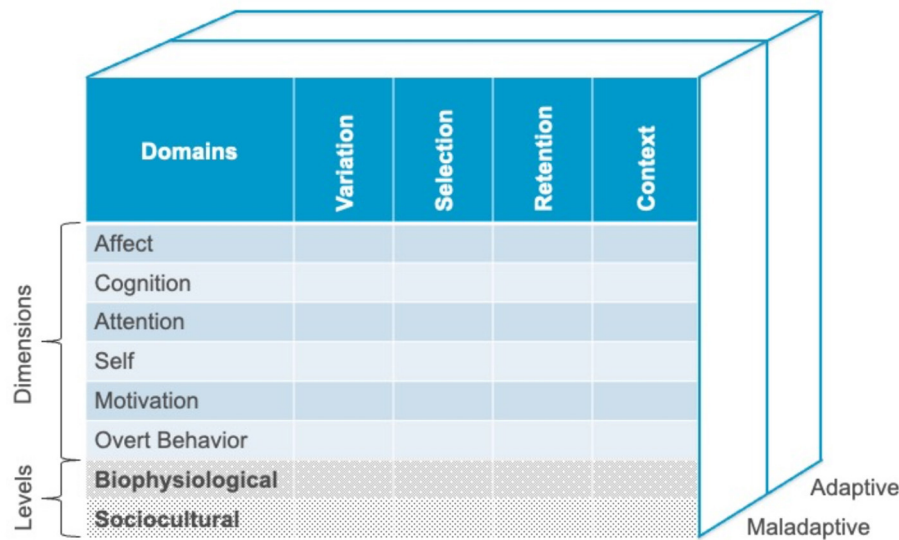 Domains
Variation
Selection
Retention
Context
Dimensions
Affect
Cognition
Attention
Self
Motivation
Overt Behavior
Levels
Biophysiological
Sociocultural
Adaptive
Maladaptive